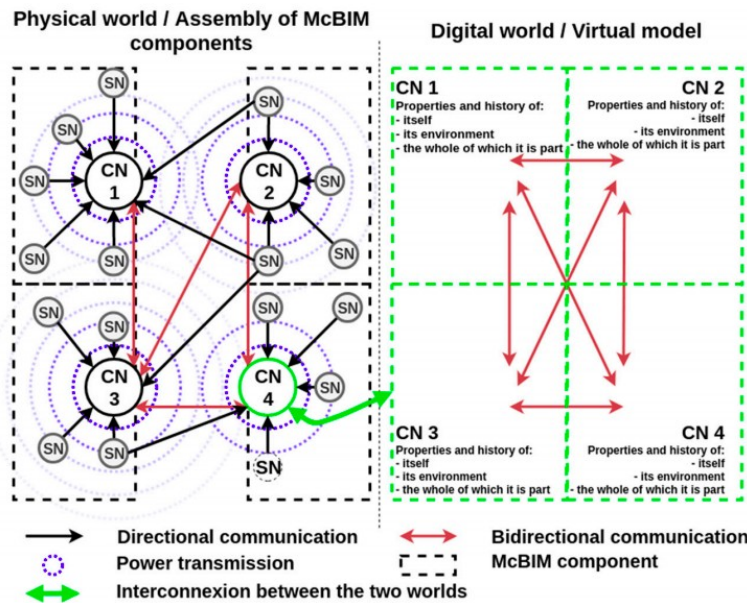 Physical world / Assembly of McBIM
components
Digital world / Virtual model
SN
SN
SN
SN
SN
CN
1
SN
SN
SN
SN
CN
2
SN
SN
SN
SN
SN
CN
3
SN
SN
SN
SN
CN
4
CN 1
Properties and history of:
- itself
- its environment
- the whole of which it is part
CN 2
Properties and history of:
- itself
- its environment
- the whole of which it is part
CN 3
Properties and history of:
- itself
- its environment
- the whole of which it is part
CN 4
Properties and history of:
- itself
- its environment
- the whole of which it is part
Directional communication
Bidirectional communication
Power transmission
McBIM component
Interconnexion between the two worlds